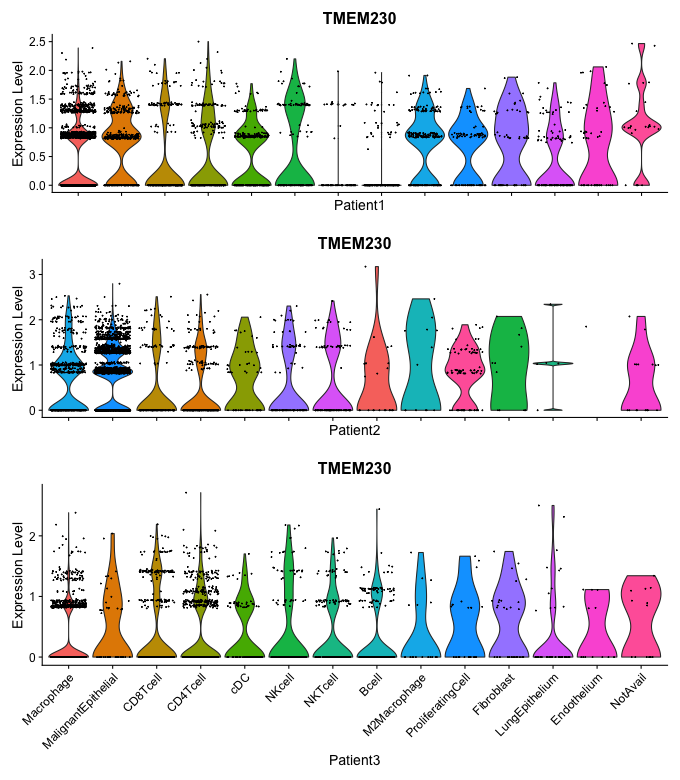 TMEM230
Expression Level
2.5
2.0
1.5
1.0
0.5
0.0
Patient1
TMEM230
Expression Level
3
2
1
0
Patient2
TMEM230
Expression Level
2
1
0
Macrophage
MalignantEpithelial
CD8Tcell
CD4Tcell
cDC
NKcell
NKTcell
Bcell
M2Macrophage
ProliferatingCell
Fibroblast
LungEpithelium
Endothelium
NotAvail
Patient3